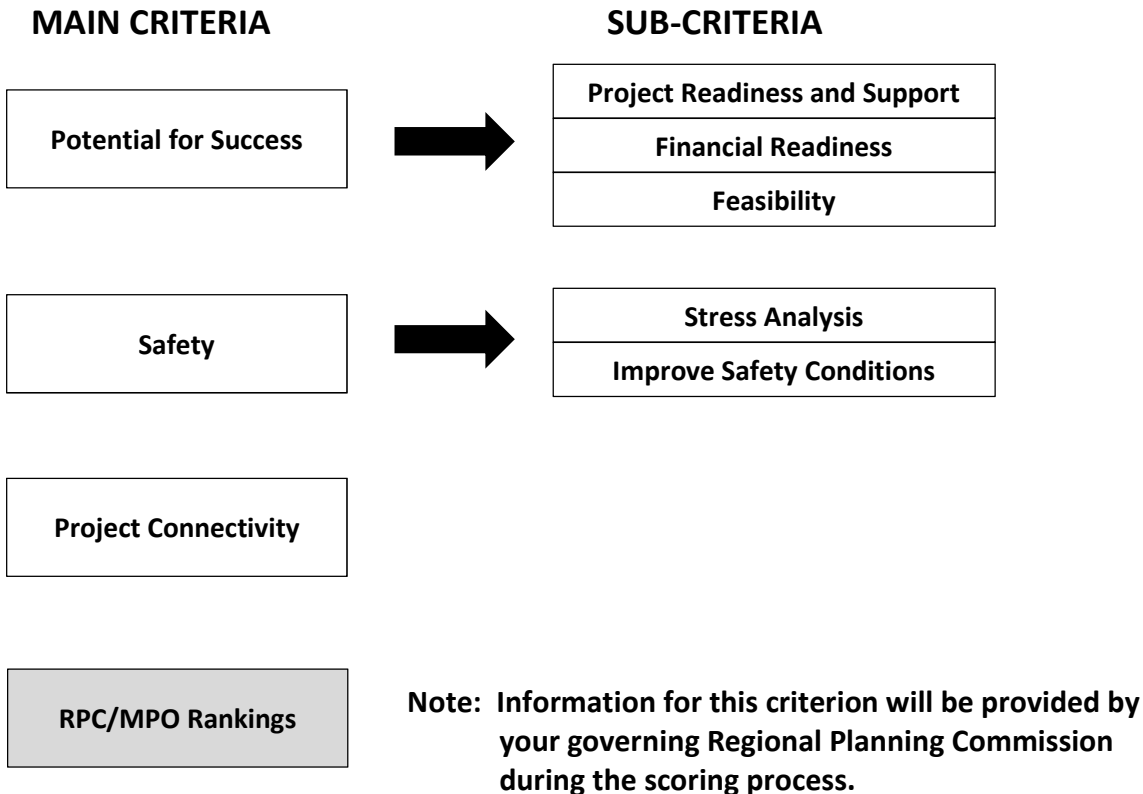 MAIN CRITERIA
SUB-CRITERIA
Potential for Success
Project Readiness and Support
Financial Readiness
Feasibility
Safety
Stress Analysis
Improve Safety Conditions
Project Connectivity
RPC/MPO Rankings
Note: Information for this criterion will be provided by
your governing Regional Planning Commission
during the scoring process.